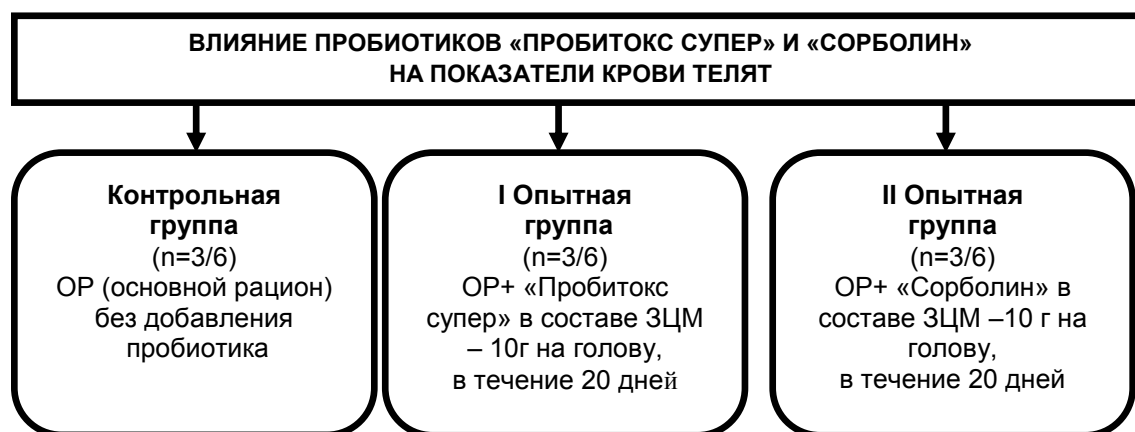 ВЛИЯНИЕ ПРОБИОТИКОВ «ПРОБИТОКС СУПЕР» И «СОРБОЛИН»
НА ПОКАЗАТЕЛИ КРОВИ ТЕЛЯТ
Контрольная
группа
(n=3/6)
ОР (основной рацион)
без добавления
пробиотика
I Опытная
группа
(n=3/6)
ОР+ «Пробитокс
супер» в составе ЗЦМ
– 10г на голову,
в течение 20 дней
II Опытная
группа
(n=3/6)
ОР+ «Сорболин» в
составе ЗЦМ –10 г на
голову,
в течение 20 дней